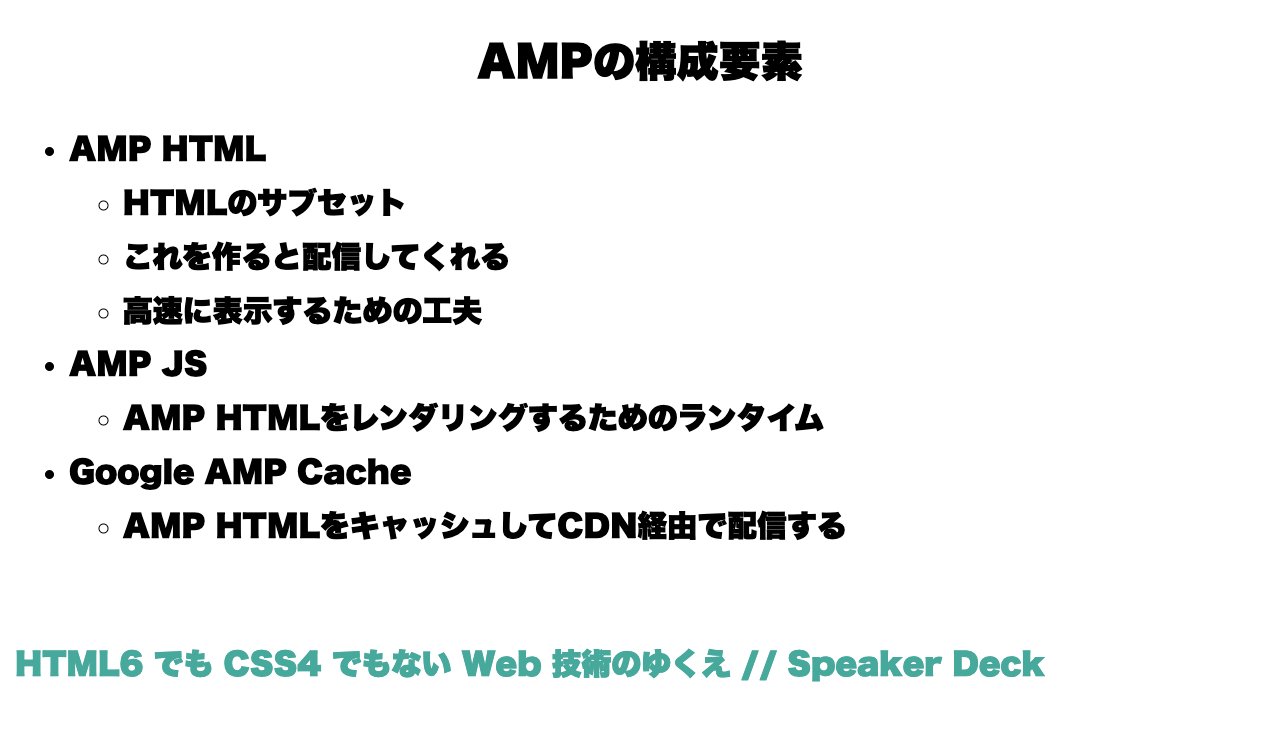 AMPの構成要素
AMP HTML
HTMLのサブセット
これを作ると配信してくれる
高速に表示するための工夫
AMP JS
AMP HTMLをレンダリングするためのランタイム
Google AMP Cache
AMP HTMLをキャッシュしてCDN経由で配信する
HTML6 でも CSS4 でもない Web 技術のゆくえ // Speaker Deck